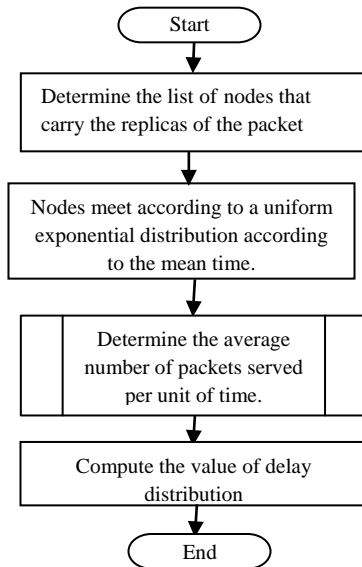 Start
Determine the list of nodes that
carry the replicas of the packet
Nodes meet according to a uniform
exponential distribution according
to the mean time.
Determine the average
number of packets served
per unit of time.
Compute the value of delay
distribution
End